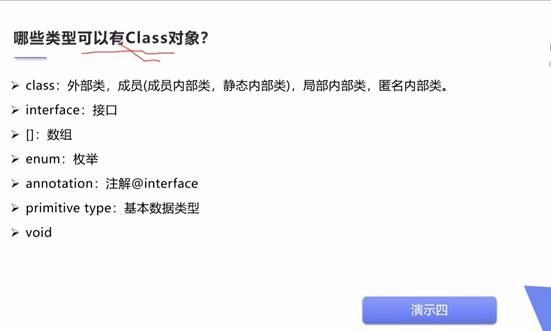 哪些类型可以有Class对象?
➢ class：外部类，成员(成员内部类，静态内部类)，局部内部类，匿名内部类。
➢ interface：接口
➢ []：数组
➢ enum：枚举
➢ annotation：注解@interface
➢ primitive type：基本数据类型
➢ void
演示四